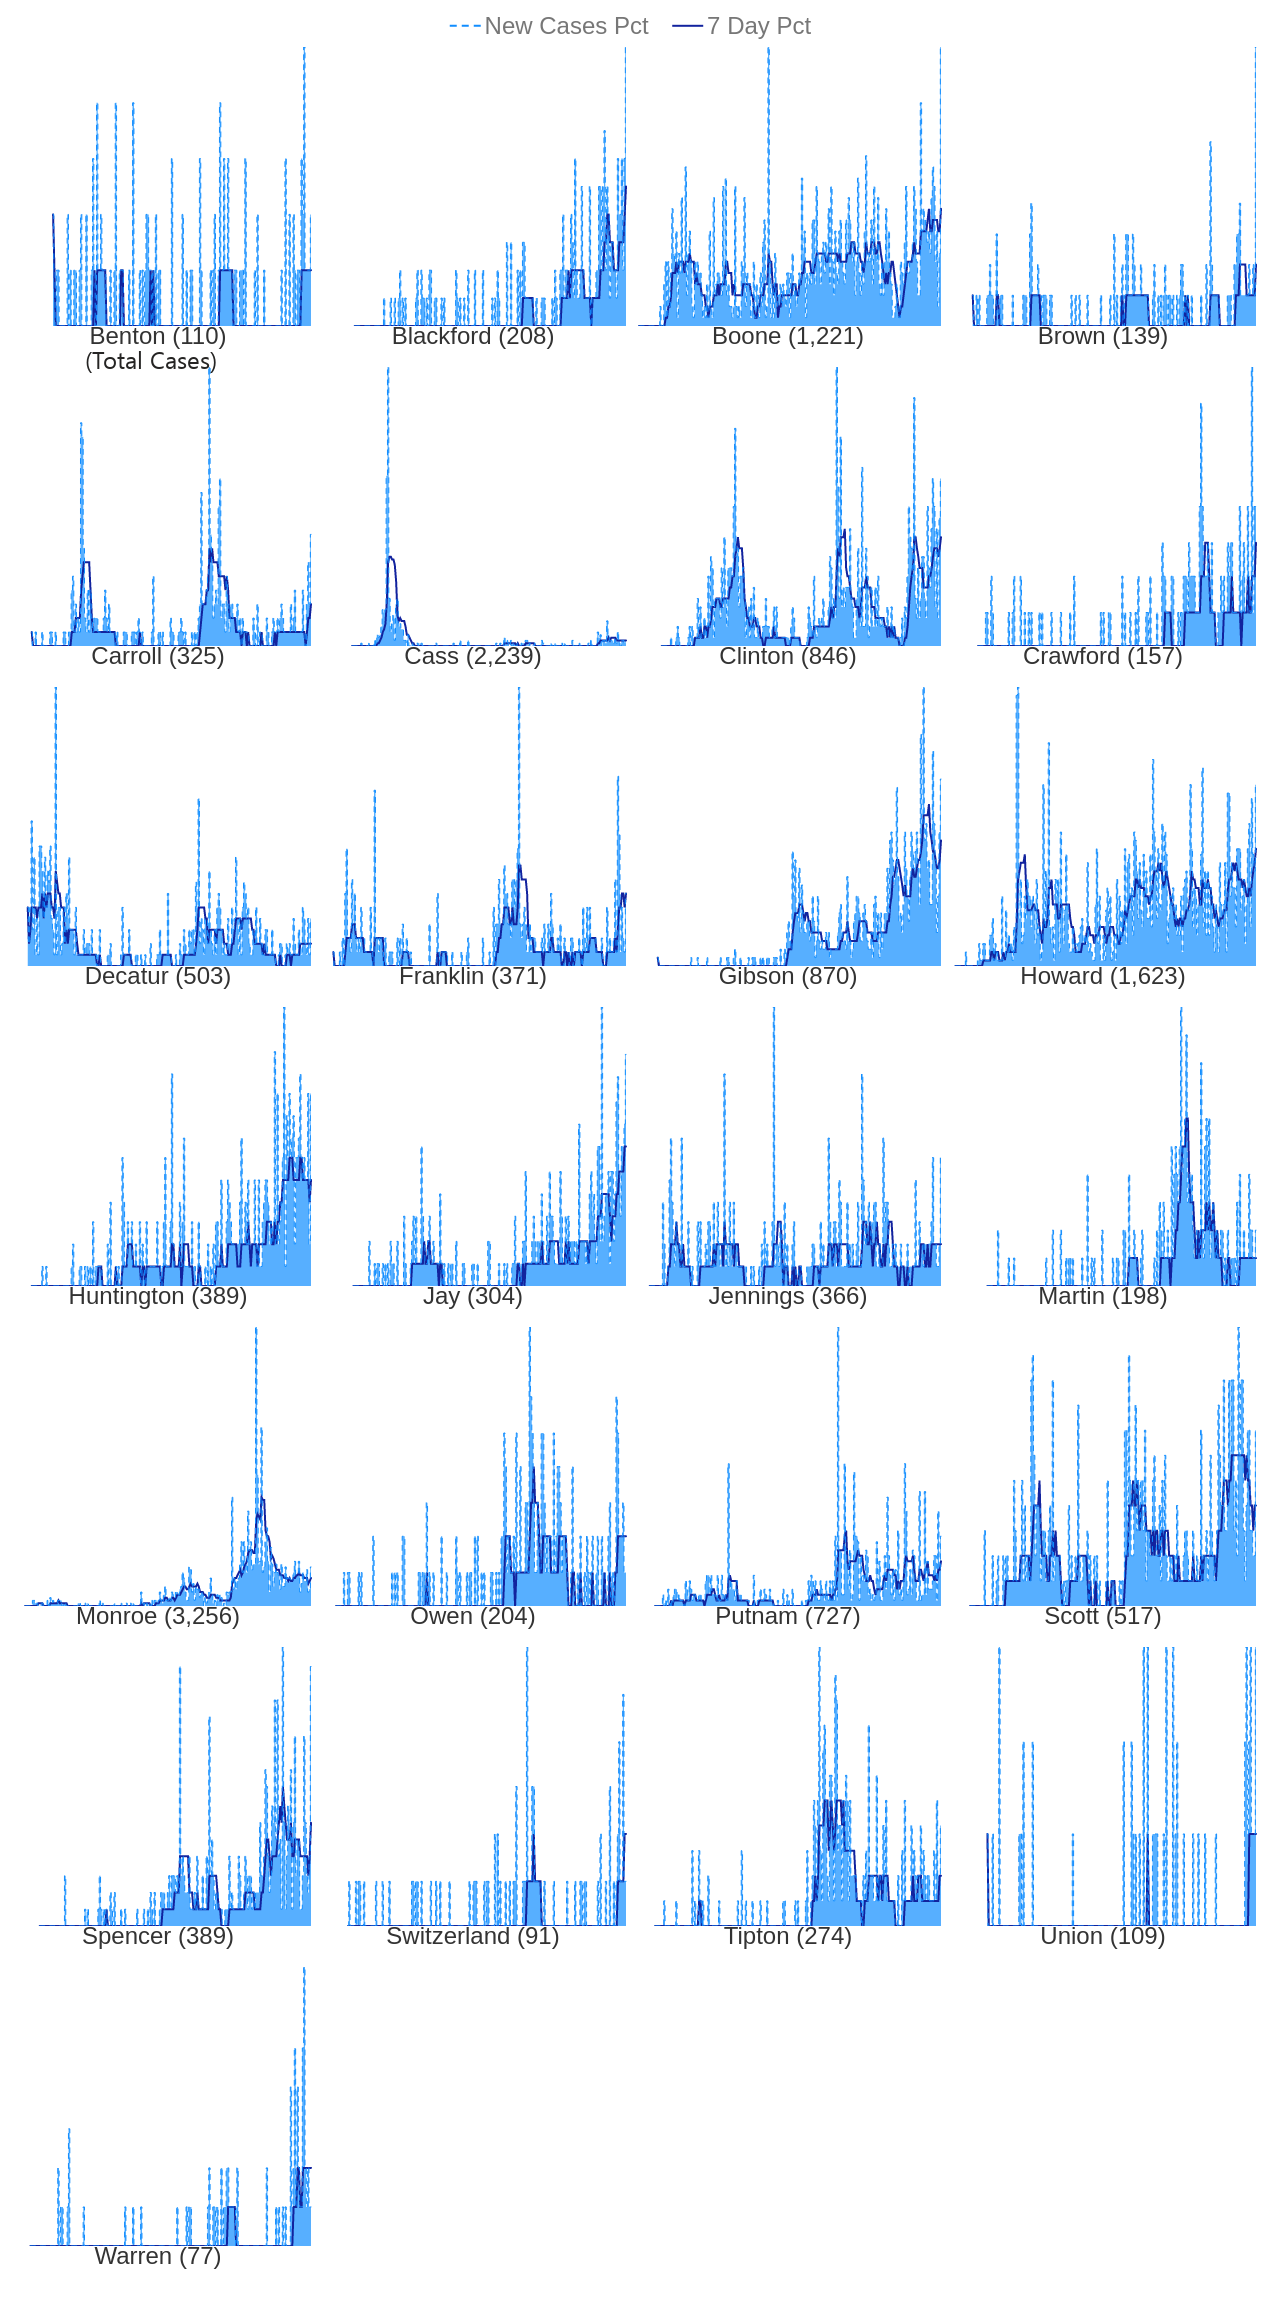 New Cases Pct 7 Day Pct
Benton (110) Blackford (208) Boone (1,221) Brown (139)
(Total Cases)
Carroll (325) Cass (2,239) Clinton (846) Crawford (157)
Decatur (503) Franklin (371) Gibson (870) Howard (1,623)
Huntington (389) Jay (304) Jennings (366) Martin (198)
Monroe (3,256) Owen (204) Putnam (727) Scott (517)
Spencer (389) Switzerland (91) Tipton (274) Union (109)
Warren (77)